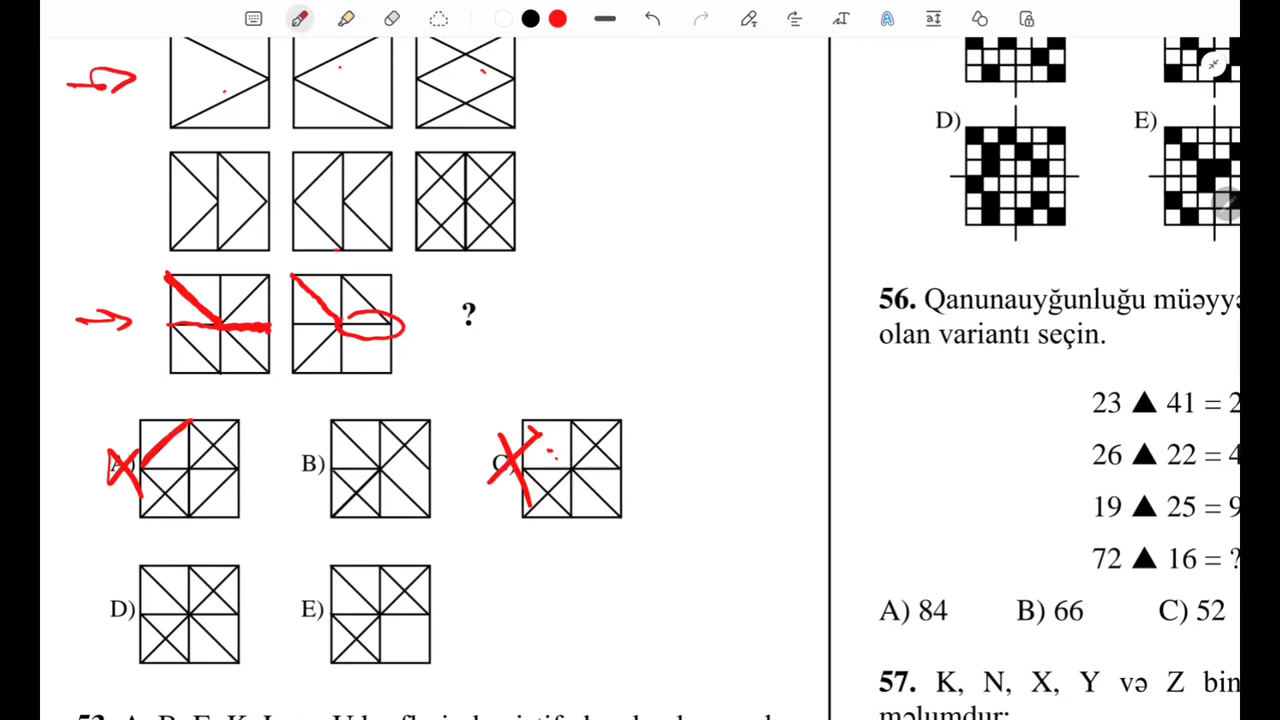 ?
A)
B)
C)
D)
E)
D)
E)
56. Qanunauyğunluğu müəyy
olan variantı seçin.
23 ▲ 41 = 2
26 ▲ 22 = 4
19 ▲ 25 = 9
72 ▲ 16 = ?
A) 84 B) 66 C) 52
57. K, N, X, Y və Z bin
məlumdur: